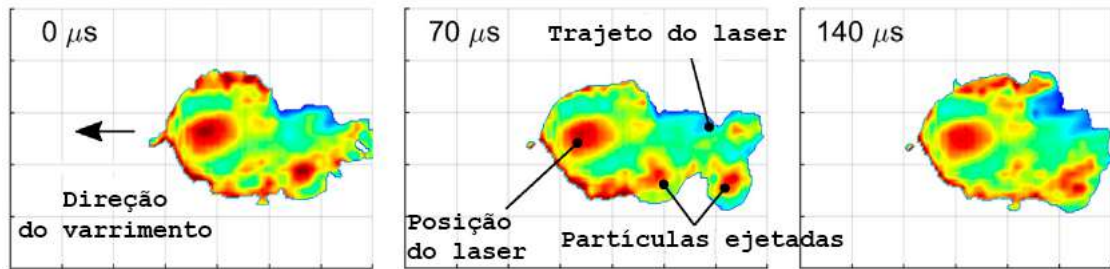 0 μs
Direção
do varrimento
70 μs
Trajeto do laser
Posição
do laser
Partículas ejetadas
140 μs